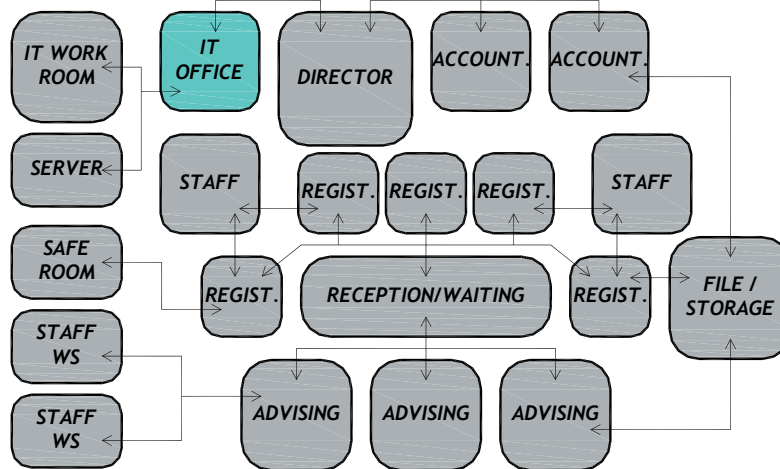 IT WORK
ROOM
IT
OFFICE
DIRECTOR
ACCOUNT.
ACCOUNT.
SERVER
STAFF
REGIST.
REGIST.
REGIST.
STAFF
SAFE
ROOM
REGIST.
RECEPTION/WAITING
REGIST.
FILE /
STORAGE
STAFF
WS
STAFF
WS
ADVISING
ADVISING
ADVISING